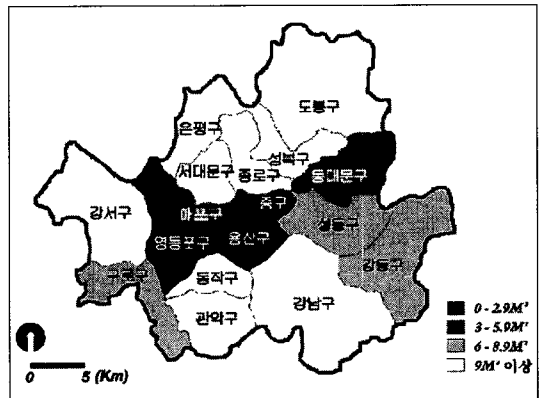 도봉구
은평구
성북구
서대문구
종로구
동대문구
강서구
마포구
중구
성동구
영등포구
용산구
강동구
구로구
동작구
강남구
관악구
0 - 2.9M²
3 - 5.9M²
6 - 8.9M²
9M² 이상
0 5 (Km)